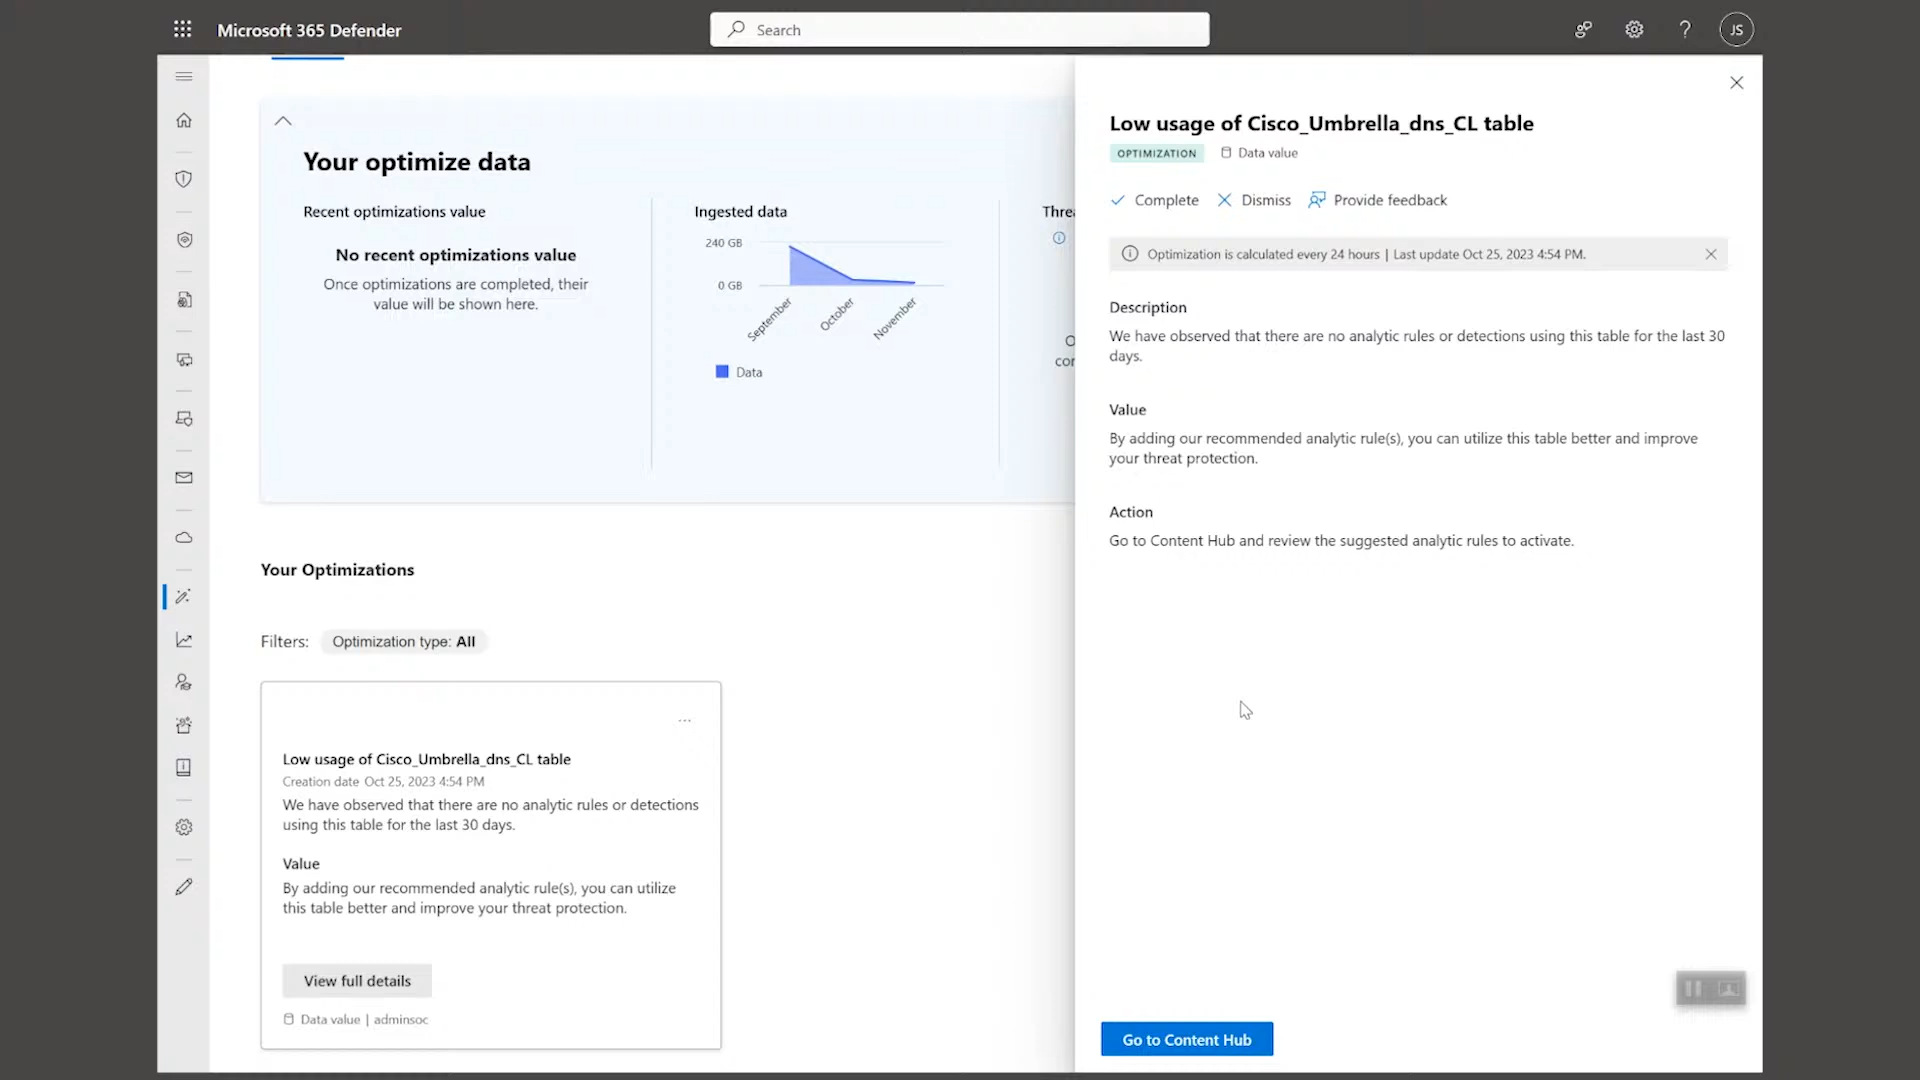 Microsoft 365 Defender
Search
JS
Your optimize data
Recent optimizations value
No recent optimizations value
Once optimizations are completed, their
value will be shown here.
Ingested data
240 GB
0 GB
September
October
November
Data
Thre
O
con
Your Optimizations
Filters: Optimization type: All
...
Low usage of Cisco_Umbrella_dns_CL table
Creation date Oct 25, 2023 4:54 PM
We have observed that there are no analytic rules or detections
using this table for the last 30 days.
Value
By adding our recommended analytic rule(s), you can utilize
this table better and improve your threat protection.
View full details
Data value | adminsoc
Low usage of Cisco_Umbrella_dns_CL table
OPTIMIZATION Data value
Complete Dismiss Provide feedback
Optimization is calculated every 24 hours | Last update Oct 25, 2023 4:54 PM.
Description
We have observed that there are no analytic rules or detections using this table for the last 30
days.
Value
By adding our recommended analytic rule(s), you can utilize this table better and improve
your threat protection.
Action
Go to Content Hub and review the suggested analytic rules to activate.
Go to Content Hub